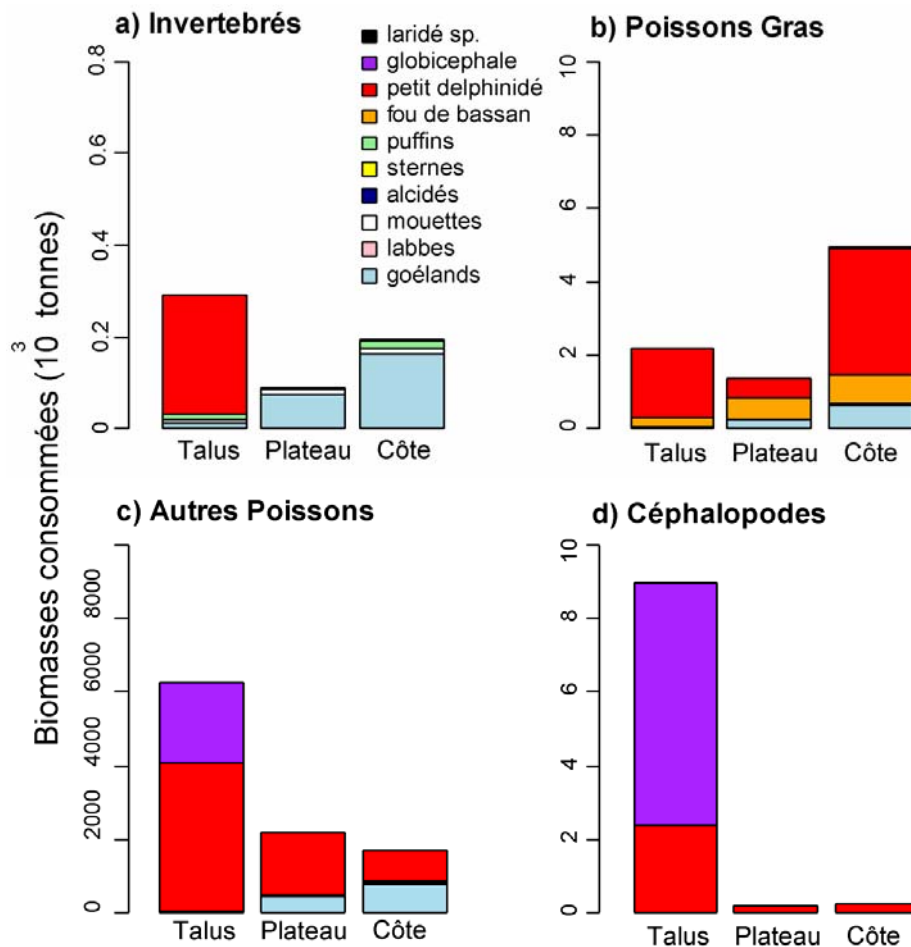 a) Invertebrés
0.8
0.6
0.4
0.2
0
Talus Plateau Côte
laridé sp.
globicephale
petit delphinidé
fou de bassan
puffins
sternes
alcidés
mouettes
labbes
goélands
b) Poissons Gras
10
8
6
4
2
0
Talus Plateau Côte
Biomasses consommées (10 3 tonnes)
c) Autres Poissons
8000
6000
4000
2000
0
Talus Plateau Côte
d) Céphalopodes
10
8
6
4
2
0
Talus Plateau Côte